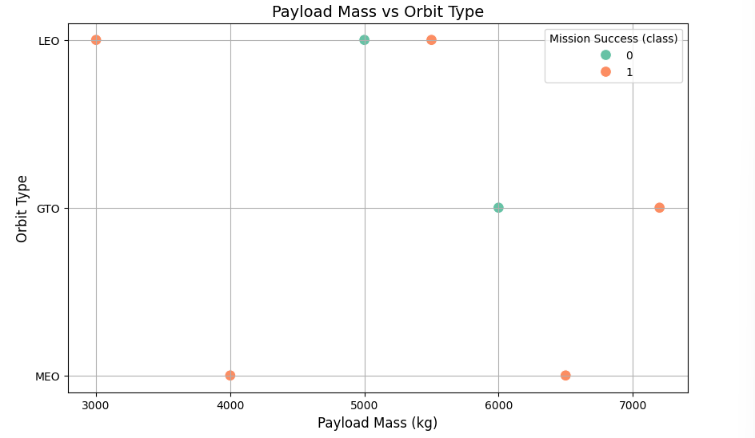 Payload Mass vs Orbit Type
Mission Success (class)
0
1
LEO
GTO
MEO
Orbit Type
3000 4000 5000 6000 7000
Payload Mass (kg)